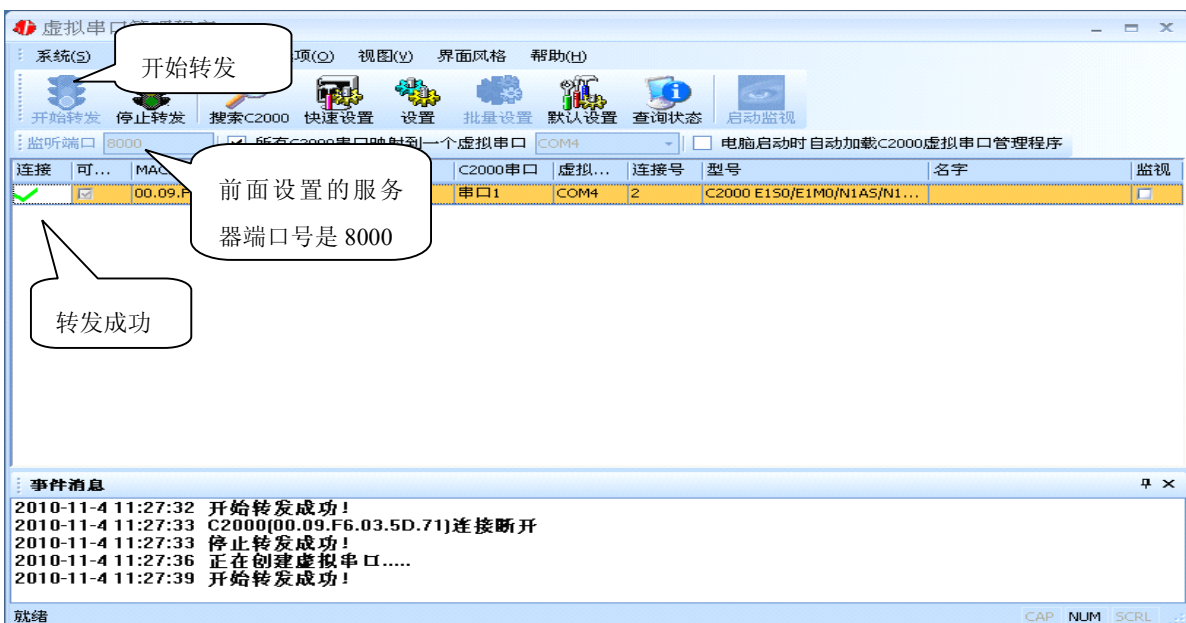 虚拟串口管理程序
系统(S) 项(O) 视图(V) 界面风格 帮助(H)
开始转发
开始转发 停止转发 搜索C2000 快速设置 设置 批量设置 默认设置 查询状态 启动监视
监听端口 8000 所有C2000串口映射到一个虚拟串口 COM4 电脑启动时自动加载C2000虚拟串口管理程序
连接 可... MAC C2000串口 虚拟... 连接号 型号 名字 监视
00.09.F 串口1 COM4 2 C2000 E1S0/E1M0/N1AS/N1...
前面设置的服务
器端口号是 8000
转发成功
事件消息
2010-11-4 11:27:32 开始转发成功!
2010-11-4 11:27:33 C2000(00.09.F6.03.5D.71)连接断开
2010-11-4 11:27:33 停止转发成功!
2010-11-4 11:27:36 正在创建虚拟串口.....
2010-11-4 11:27:39 开始转发成功!
就绪 CAP NUM SCRL